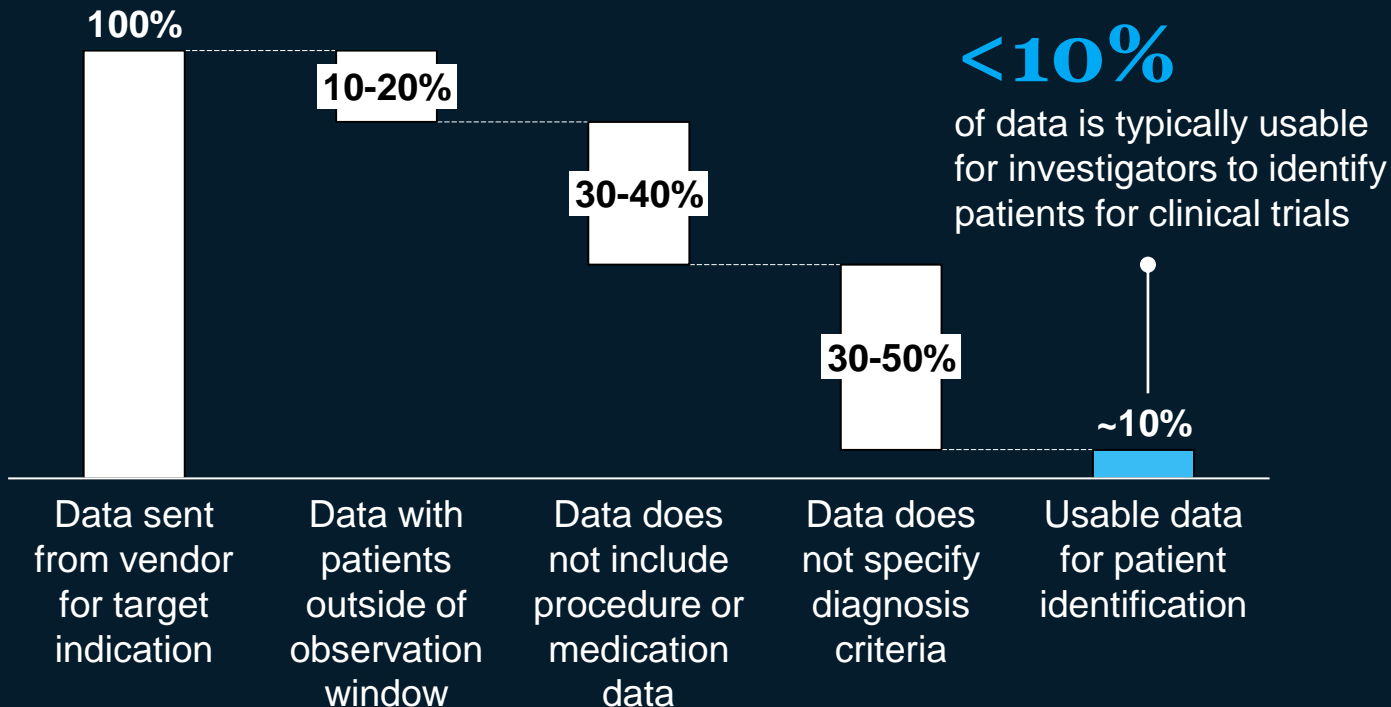 100%
10-20%
30-40%
30-50%
~10%
<10%
of data is typically usable
for investigators to identify
patients for clinical trials
Data sent
from vendor
for target
indication
Data with
patients
outside of
observation
window
Data does
not include
procedure or
medication
data
Data does
not specify
diagnosis
criteria
Usable data
for patient
identification